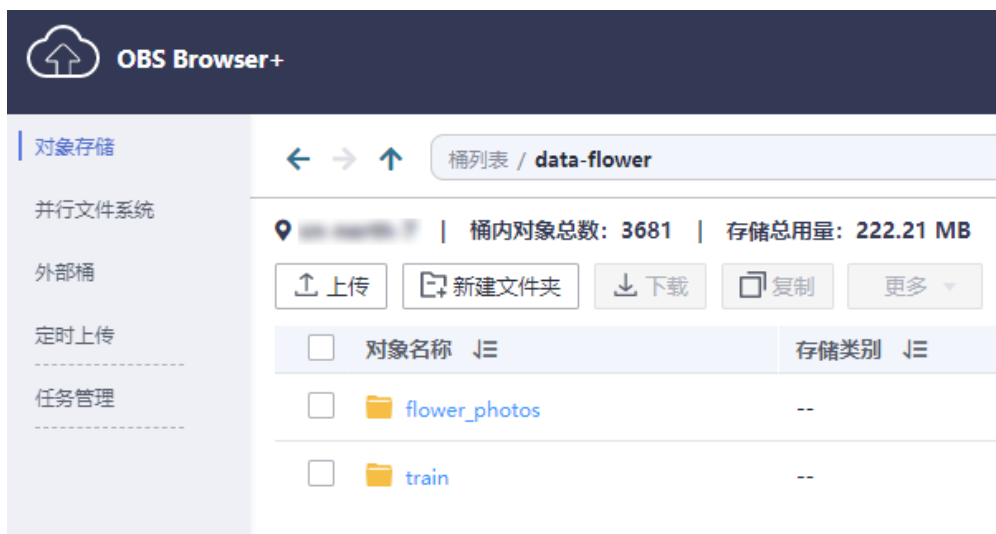 OBS Browser+
对象存储
并行文件系统
外部桶
定时上传
任务管理
桶列表 / data-flower
| 桶内对象总数：3681 | 存储总用量：222.21 MB
上传 新建文件夹 下载 复制 更多
对象名称 存储类别
flower_photos --
train --